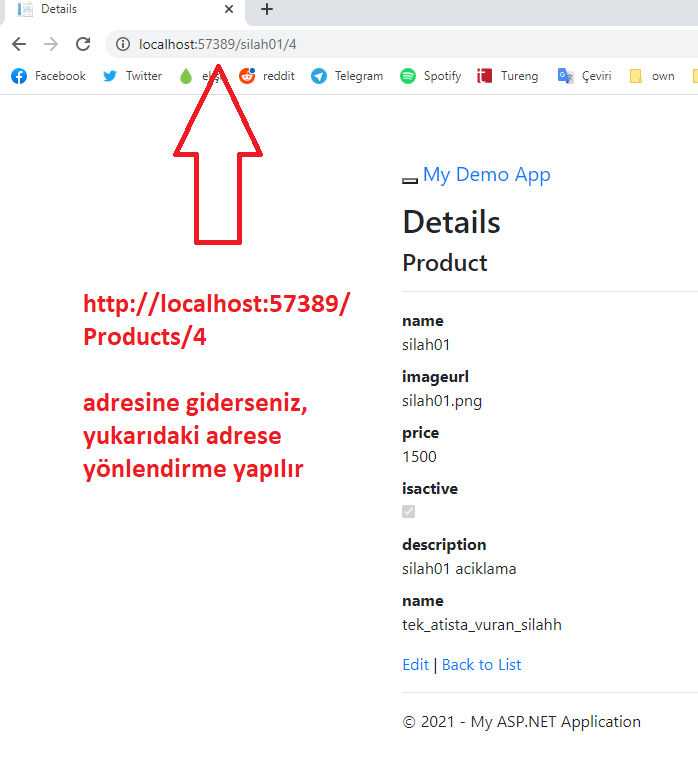 Details
localhost:57389/silah01/4
Facebook Twitter reddit Telegram Spotify Tureng Çeviri own
My Demo App
Details
Product
http://localhost:57389/
Products/4
adresine giderseniz,
yukarıdaki adrese
yönlendirme yapılır
name
silah01
imageurl
silah01.png
price
1500
isactive
description
silah01 aciklama
name
tek_atista_vuran_silahh
Edit | Back to List
© 2021 - My ASP.NET Application